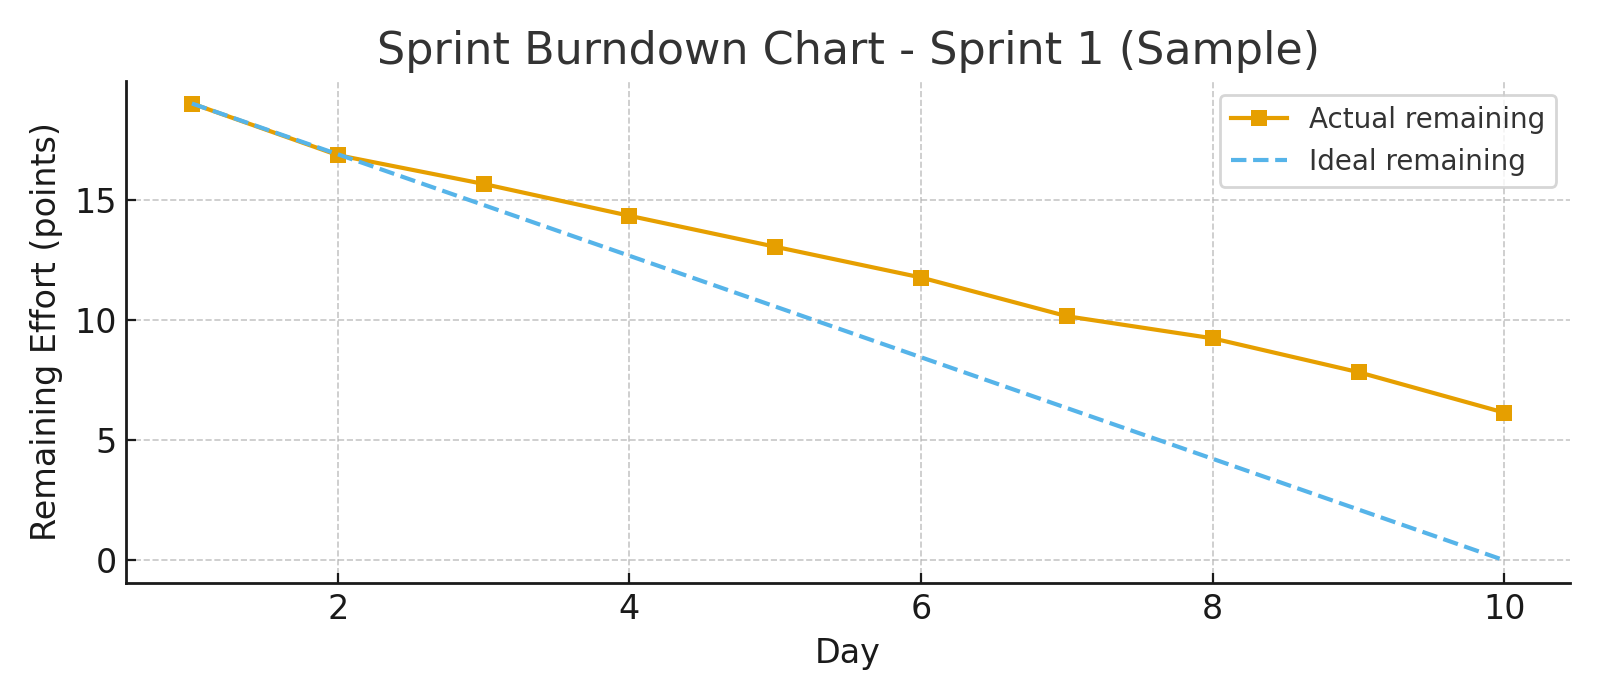 Sprint Burndown Chart - Sprint 1 (Sample)
Actual remaining
Ideal remaining
Remaining Effort (points)
15
10
5
0
2 4 6 8 10
Day